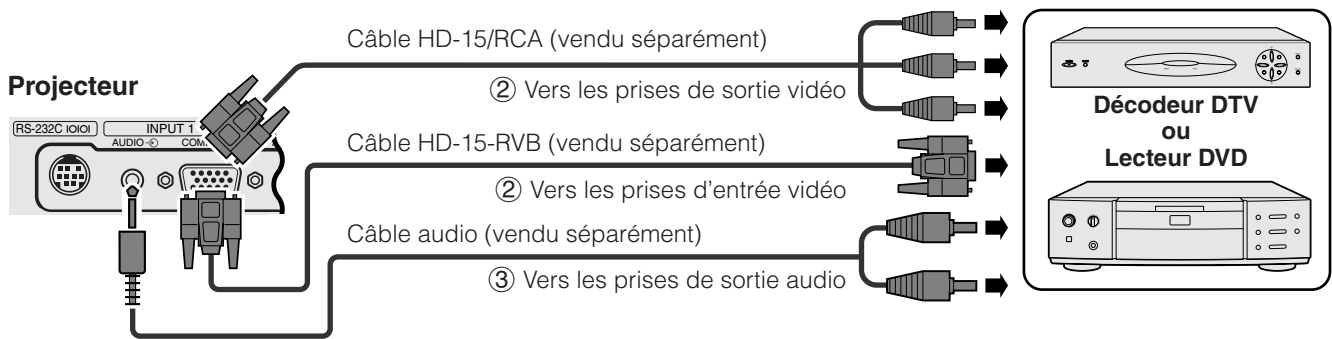 Câble HD-15/RCA (vendu séparément)
② Vers les prises de sortie vidéo
Projecteur
RS-232C IOIOI
INPUT 1
AUDIO
Câble HD-15-RVB (vendu séparément)
② Vers les prises d'entrée vidéo
Câble audio (vendu séparément)
③ Vers les prises de sortie audio
Décodeur DTV
ou
Lecteur DVD